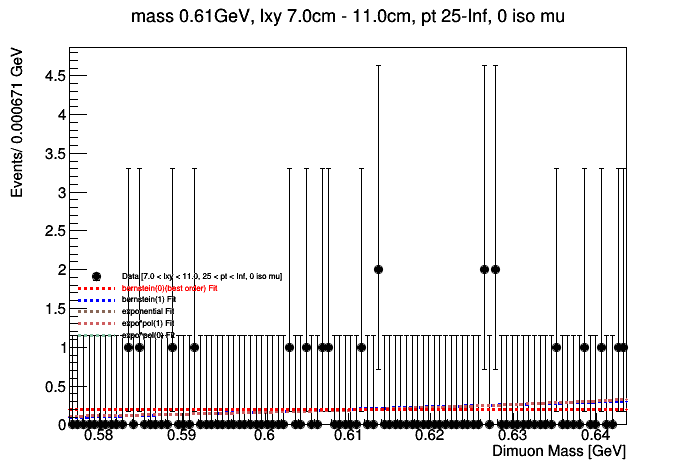 mass 0.61GeV, lxy 7.0cm - 11.0cm, pt 25-Inf, 0 iso mu
Events/ 0.000671 GeV
4.5
4
3.5
3
2.5
2
1.5
1
0.5
0
Data [7.0 < lxy < 11.0, 25 < pt < Inf, 0 iso mu]
bernstein(0)(best order) Fit
bernstein(1) Fit
exponential Fit
expo*pol(1) Fit
expo*pol(0) Fit
0.58 0.59 0.6 0.61 0.62 0.63 0.64
Dimuon Mass [GeV]